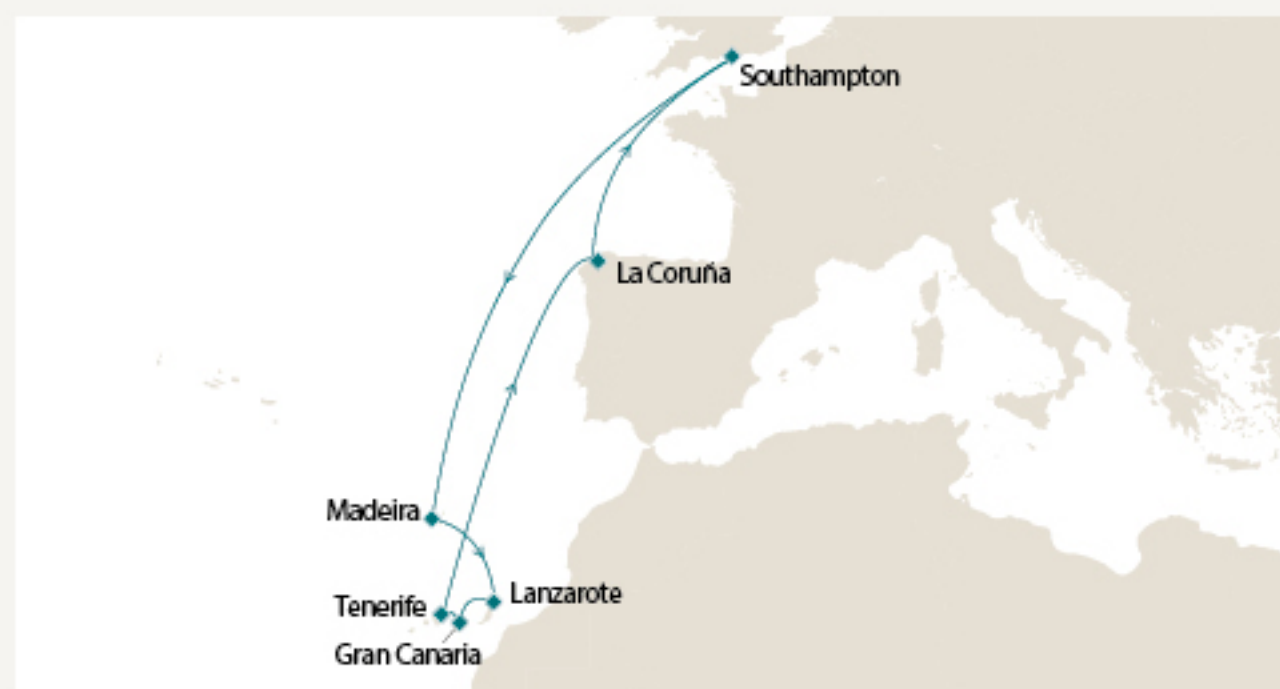 Southampton
La Coruña
Madeira
Lanzarote
Tenerife
Gran Canaria